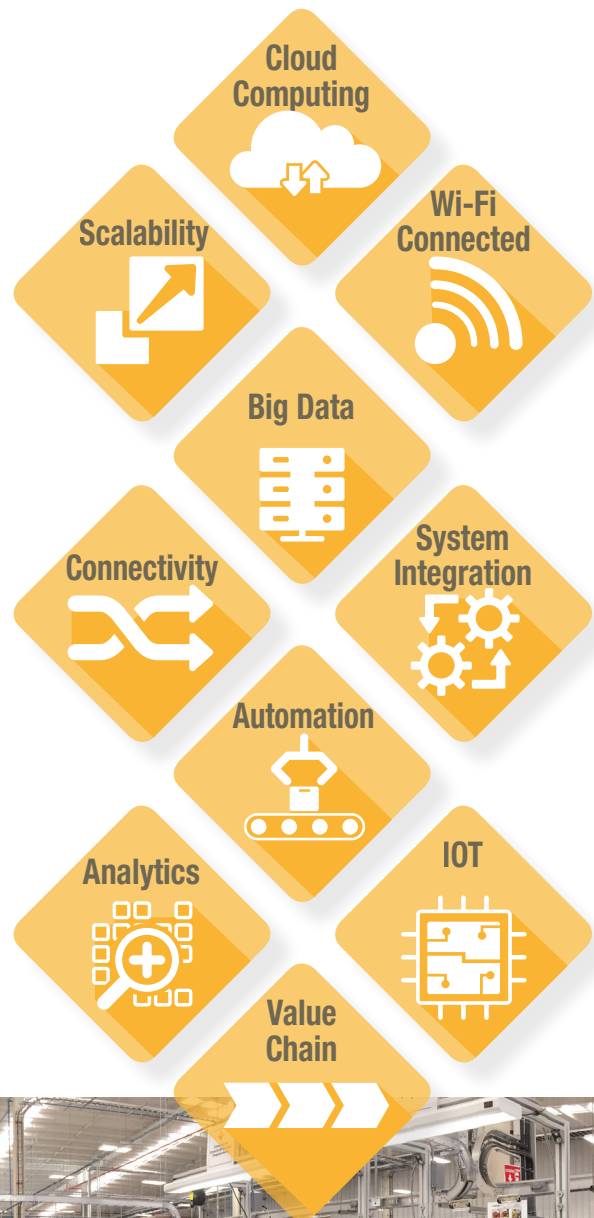 Cloud
Computing
Scalability
Wi-Fi
Connected
Big Data
Connectivity
System
Integration
Automation
Analytics
IOT
Value
Chain